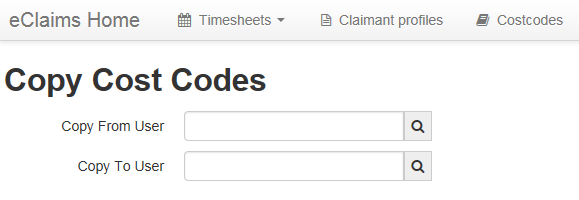 eClaims Home Timesheets Claimant profiles Costcodes
Copy Cost Codes
Copy From User
Copy To User